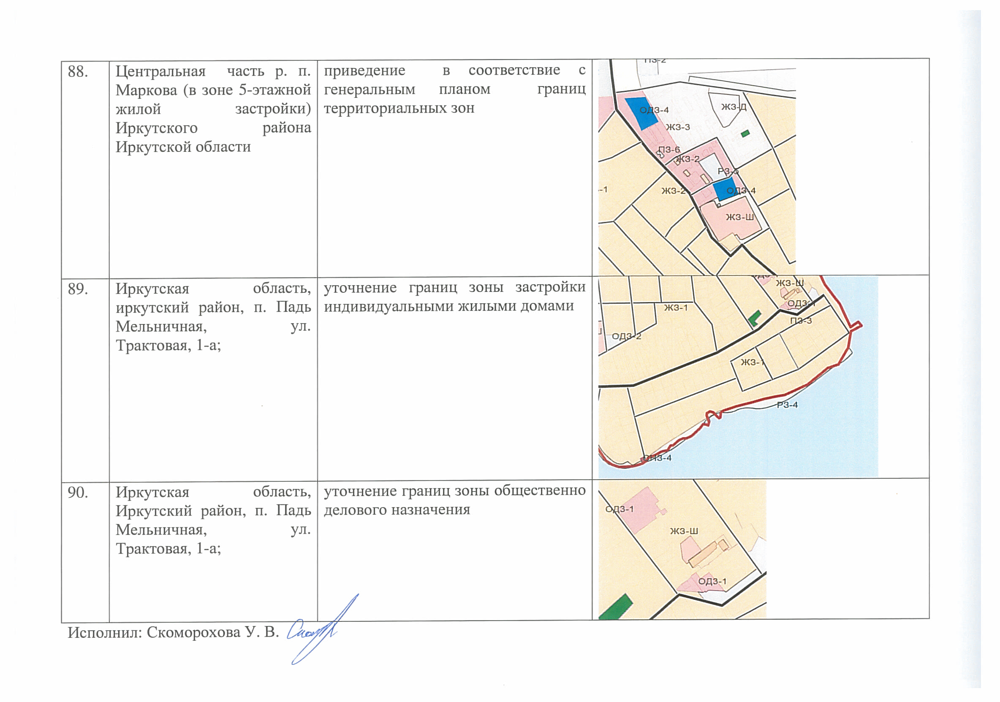 88.
Центральная часть р. п.
Маркова (в зоне 5-этажной
жилой застройки)
Иркутского района
Иркутской области
приведение в соответствие с
генеральным планом границ
территориальных зон
ПЗ-2
ОДЗ-4
ЖЗ-Д
ЖЗ-3
ПЗ-6
ЖЗ-2
РЗ-5
-1
ЖЗ-2
ОДЗ-4
ЖЗ-Ш
89.
Иркутская область,
иркутский район, п. Падь
Мельничная, ул.
Трактовая, 1-а;
уточнение границ зоны застройки
индивидуальными жилыми домами
ЖЗ-Ш
ОДЗ-1
ЖЗ-1
ПЗ-3
ОДЗ-2
ЖЗ-1
РЗ-4
СНЗ-4
90.
Иркутская область,
Иркутский район, п. Падь
Мельничная, ул.
Трактовая, 1-а;
уточнение границ зоны общественно
делового назначения
ОДЗ-1
ЖЗ-Ш
ОДЗ-1
Исполнил: Скоморохова У. В.